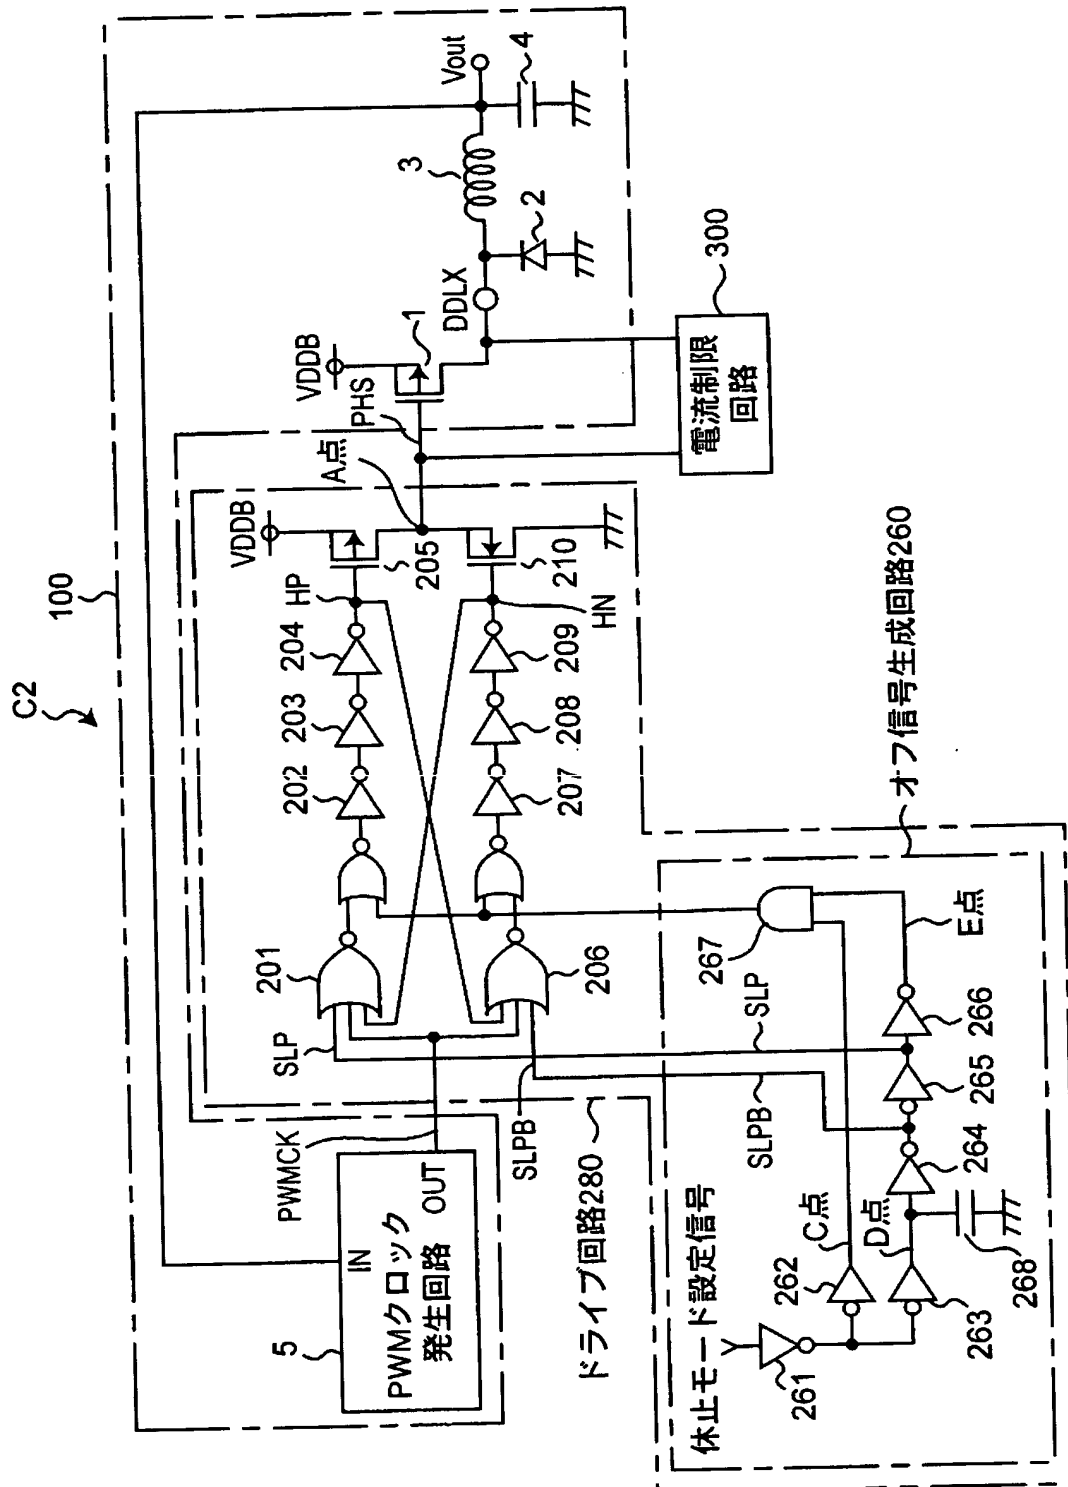 C2
100
PWMクロック
発生回路
IN
OUT
5
PWMCK
SLP
SLPB
201
202
203
204
HP
VDDB
205
A点
PHS
VDDB
1
DDLX
2
3
4
Vout
206
207
208
209
HN
210
電流制限
回路
300
ドライブ回路280
オフ信号生成回路260
休止モード設定信号
261
262
263
C点
D点
268
264
265
266
SLPB
SLP
E点
267